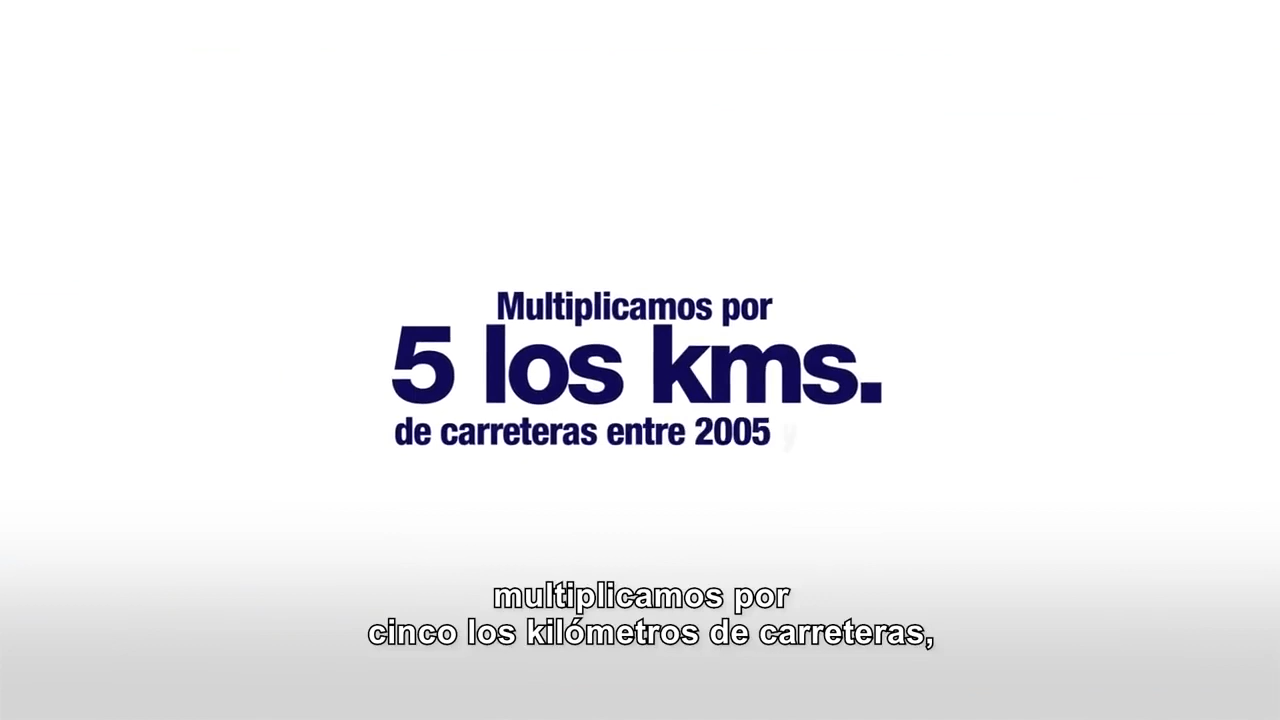 Multiplicamos por
5 los kms.
de carreteras entre 2005 y
multiplicamos por
cinco los kilómetros de carreteras,